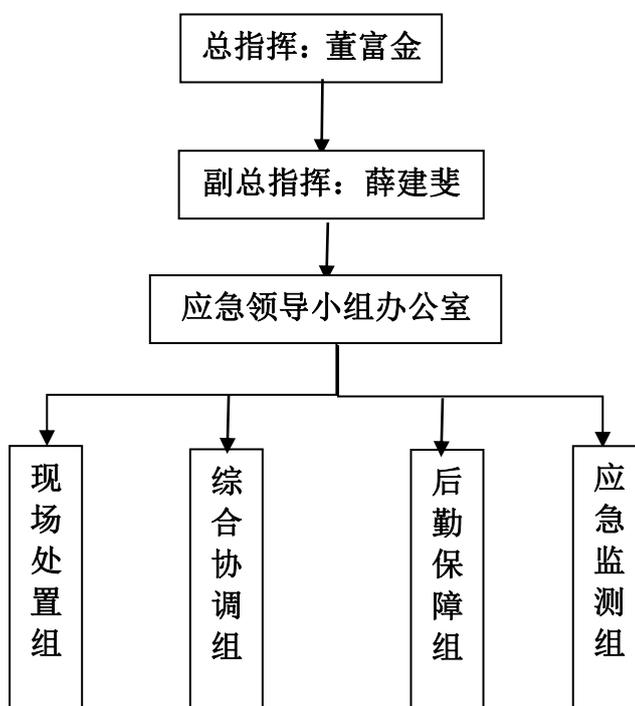 总指挥：董富金
副总指挥：薛建斐
应急领导小组办公室
现场处置组
综合协调组
后勤保障组
应急监测组